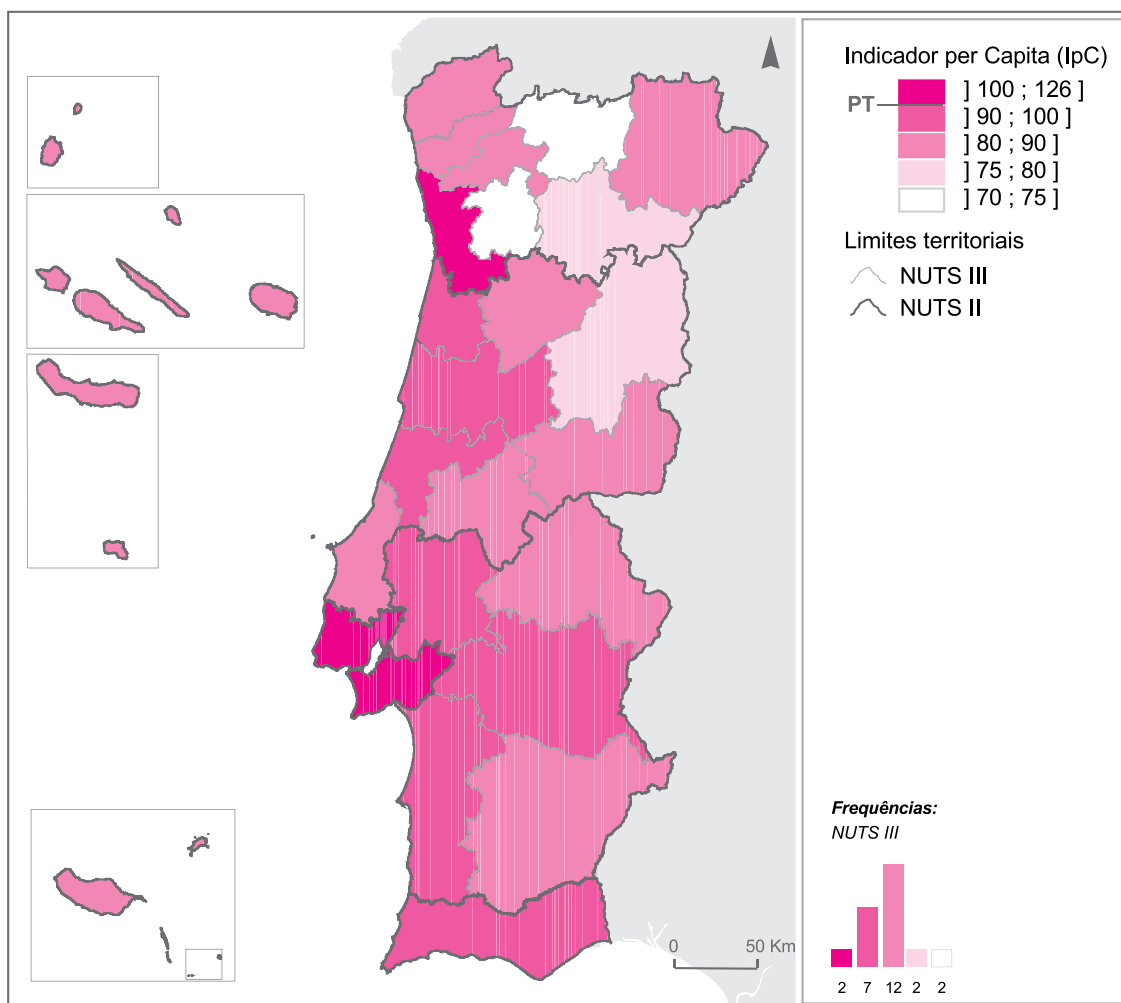 Indicador per Capita (IpC)
PT
] 100 ; 126 ]
] 90 ; 100 ]
] 80 ; 90 ]
] 75 ; 80 ]
] 70 ; 75 ]
Limites territoriais
NUTS III
NUTS II
Frequências:
NUTS III
2 7 12 2 2
0 50 Km